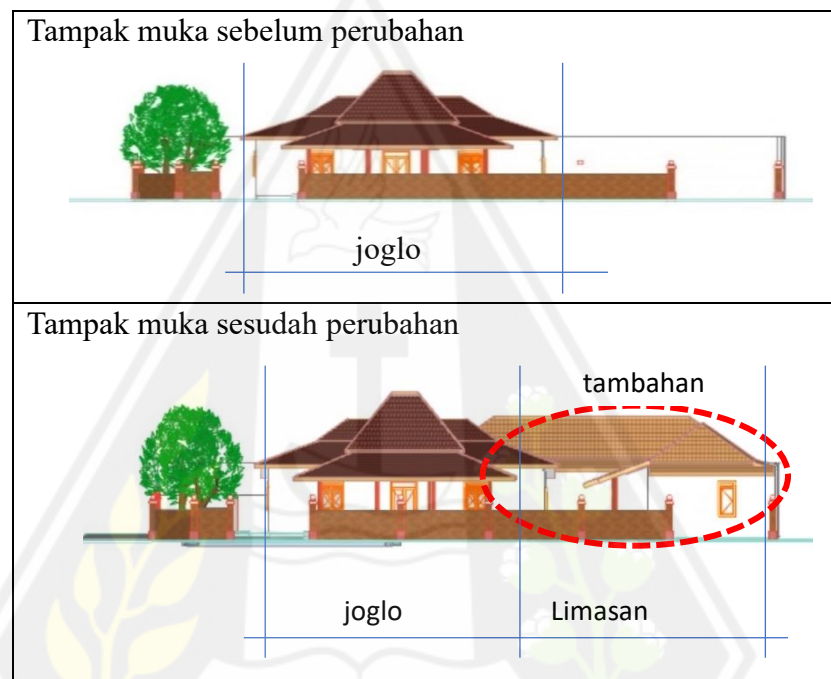 Tampak muka sebelum perubahan
joglo
Tampak muka sesudah perubahan
tambahan
joglo
Limasan